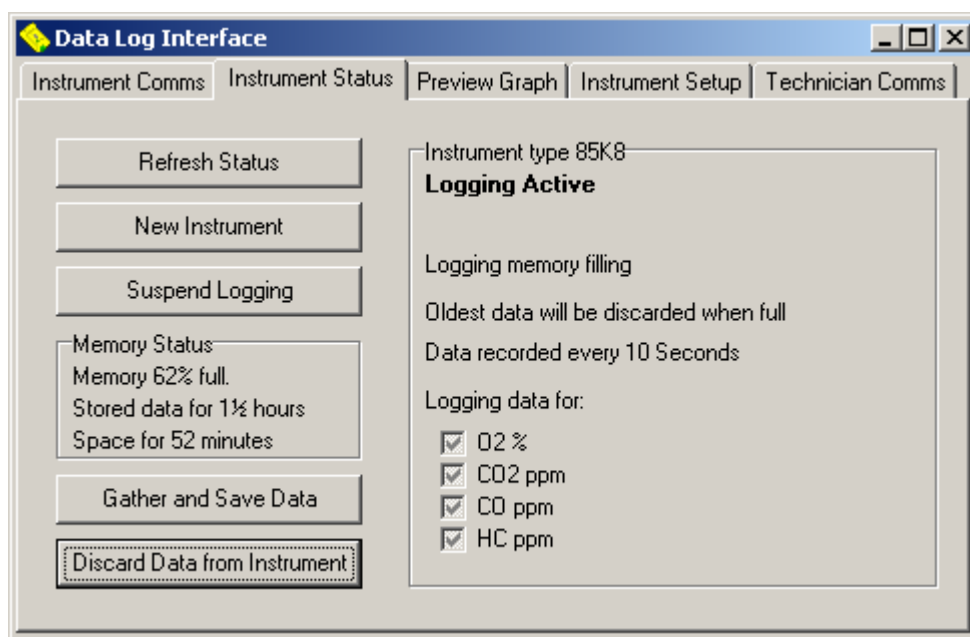 Data Log Interface
Instrument Comms
Instrument Status
Preview Graph
Instrument Setup
Technician Comms
Refresh Status
New Instrument
Suspend Logging
Memory Status
Memory 62% full.
Stored data for 1½ hours
Space for 52 minutes
Gather and Save Data
Discard Data from Instrument
Instrument type 85K8
Logging Active
Logging memory filling
Oldest data will be discarded when full
Data recorded every 10 Seconds
Logging data for:
O2 %
CO2 ppm
CO ppm
HC ppm